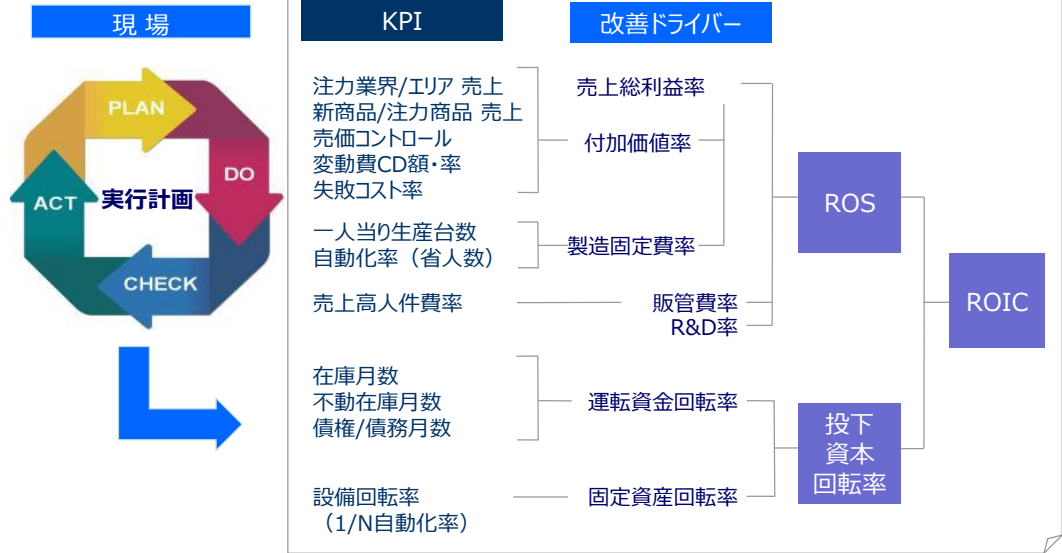 現 場
PLAN
DO
CHECK
ACT
実行計画
KPI
改善ドライバー
注力業界/エリア 売上
新商品/注力商品 売上
売価コントロール
変動費CD額・率
失敗コスト率
一人当り生産台数
自動化率（省人数）
売上高人件費率
在庫月数
不動在庫月数
債権/債務月数
設備回転率
（1/N自動化率）
売上総利益率
付加価値率
製造固定費率
販管費率
R&D率
運転資金回転率
固定資産回転率
ROS
投下
資本
回転率
ROIC